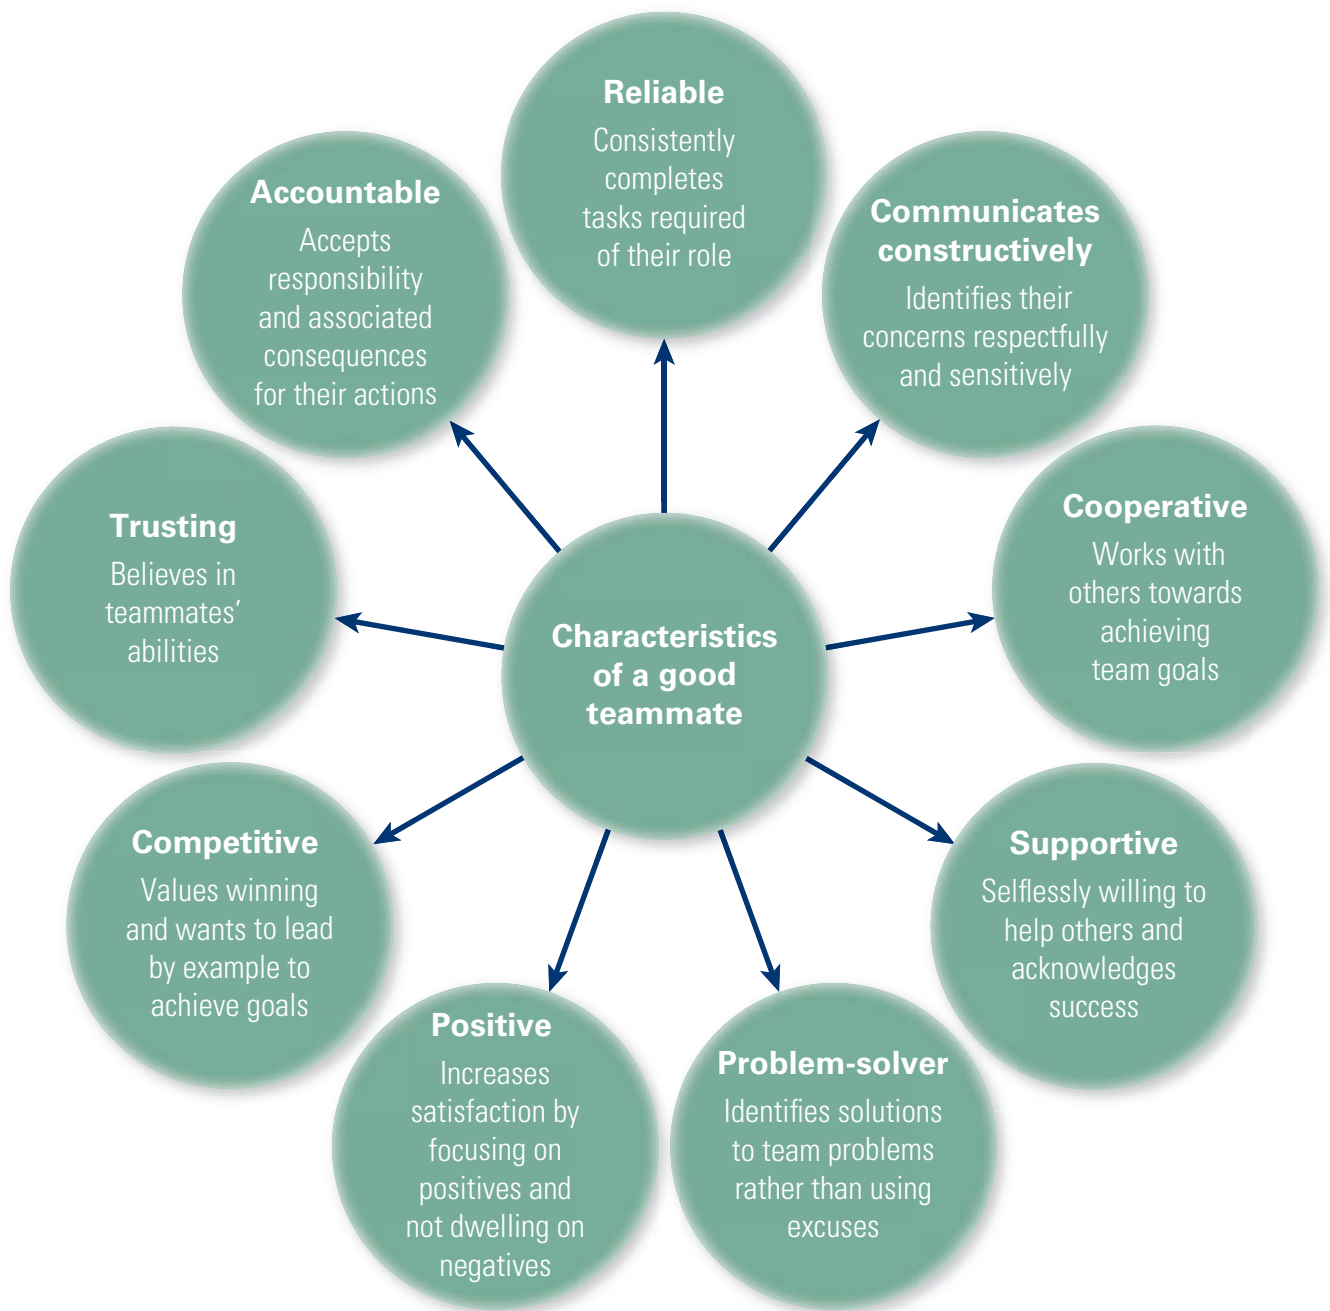 Reliable
Consistently
completes
tasks required
of their role
Communicates
constructively
Identifies their
concerns respectfully
and sensitively
Cooperative
Works with
others towards
achieving
team goals
Supportive
Selflessly willing to
help others and
acknowledges
success
Problem-solver
Identifies solutions
to team problems
rather than using
excuses
Positive
Increases
satisfaction by
focusing on
positives and
not dwelling on
negatives
Competitive
Values winning
and wants to lead
by example to
achieve goals
Trusting
Believes in
teammates’
abilities
Accountable
Accepts
responsibility
and associated
consequences
for their actions
Characteristics
of a good
teammate